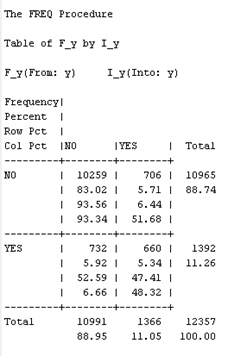 The FREQ Procedure
Table of F_y by I_y
F_y(From: y)     I_y(Into: y)
Frequency|
Percent  |
Row Pct  |
Col Pct  |NO      |YES     |  Total
---------+--------+--------+
NO       |  10259 |    706 |  10965
         |  83.02 |   5.71 |  88.74
         |  93.56 |   6.44 |
         |  93.34 |  51.68 |
---------+--------+--------+
YES      |    732 |    660 |   1392
         |   5.92 |   5.34 |  11.26
         |  52.59 |  47.41 |
         |   6.66 |  48.32 |
---------+--------+--------+
Total       10991     1366    12357
            88.95    11.05   100.00